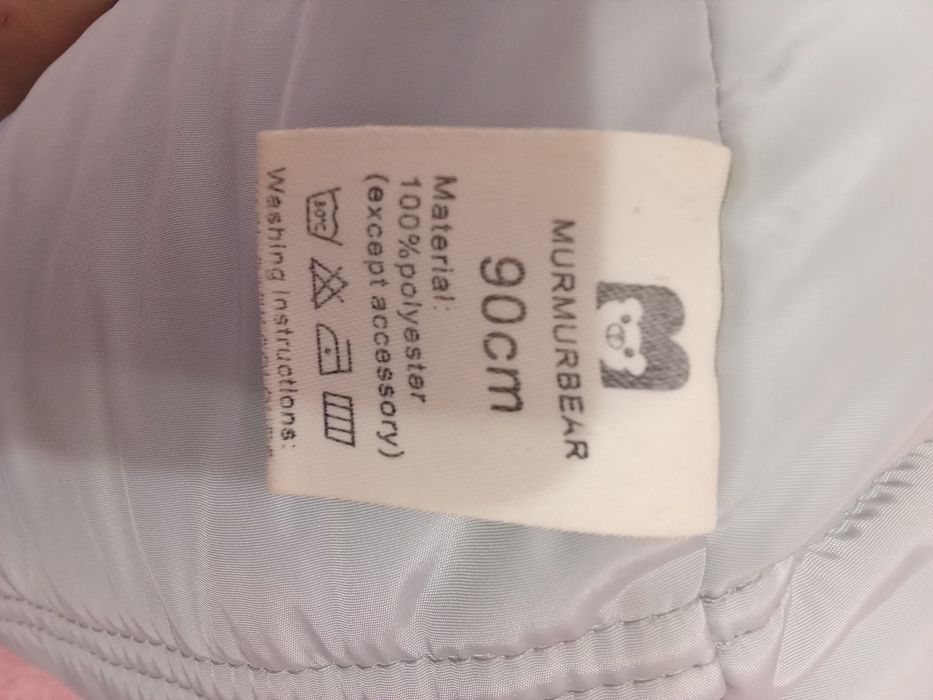 MURMURBEAR
90cm
Material:
100%polyester
(except accessory)
30°C
Washing Instructions: